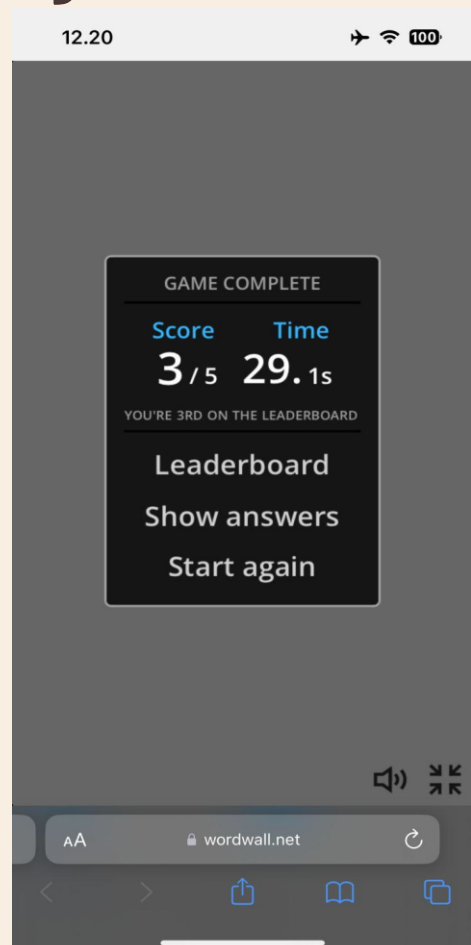 12.20
100
GAME COMPLETE
Score Time
3 / 5 29. 1s
YOU'RE 3RD ON THE LEADERBOARD
Leaderboard
Show answers
Start again
AA wordwall.net